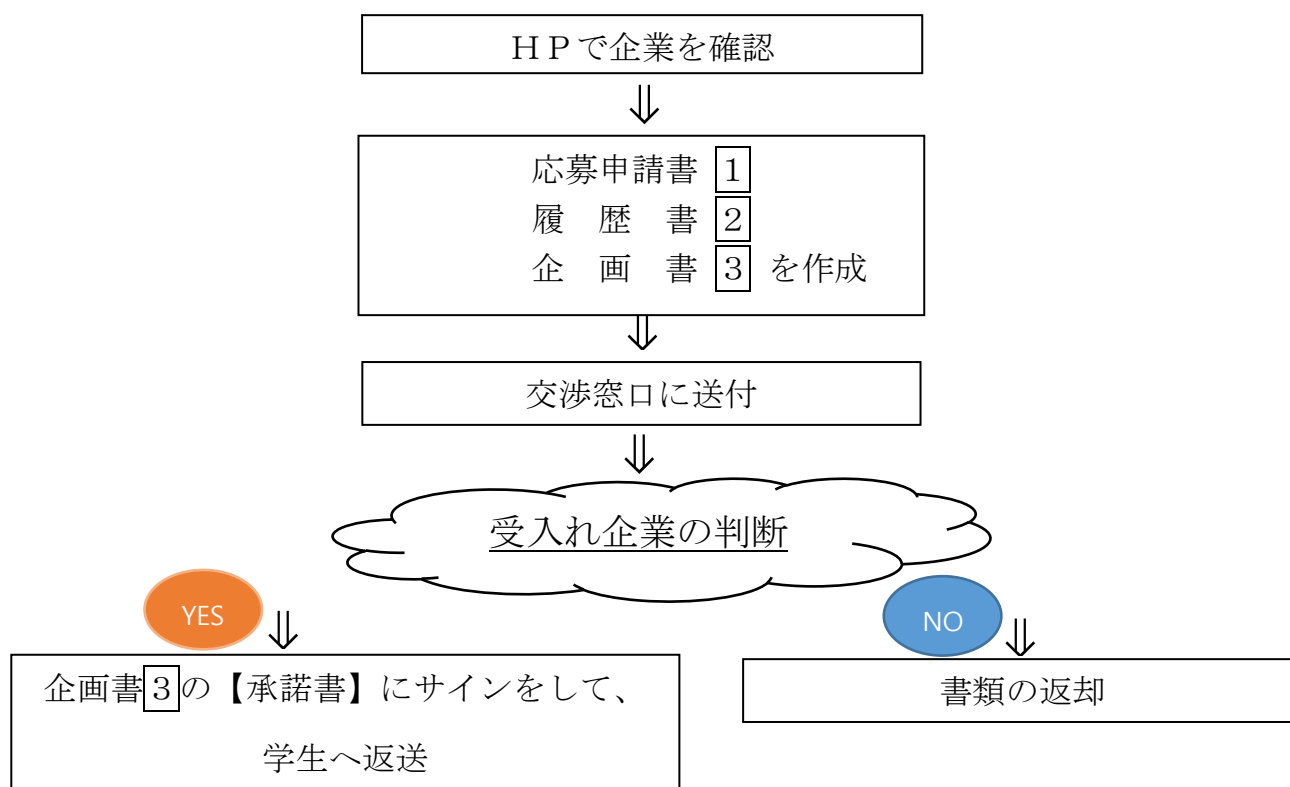 ＨＰで企業を確認
応募申請書 １
履　歴　書 ２
企　画　書 ３ を作成
交渉窓口に送付
受入れ企業の判断
YES
NO
企画書３の【承諾書】にサインをして、
学生へ返送
書類の返却